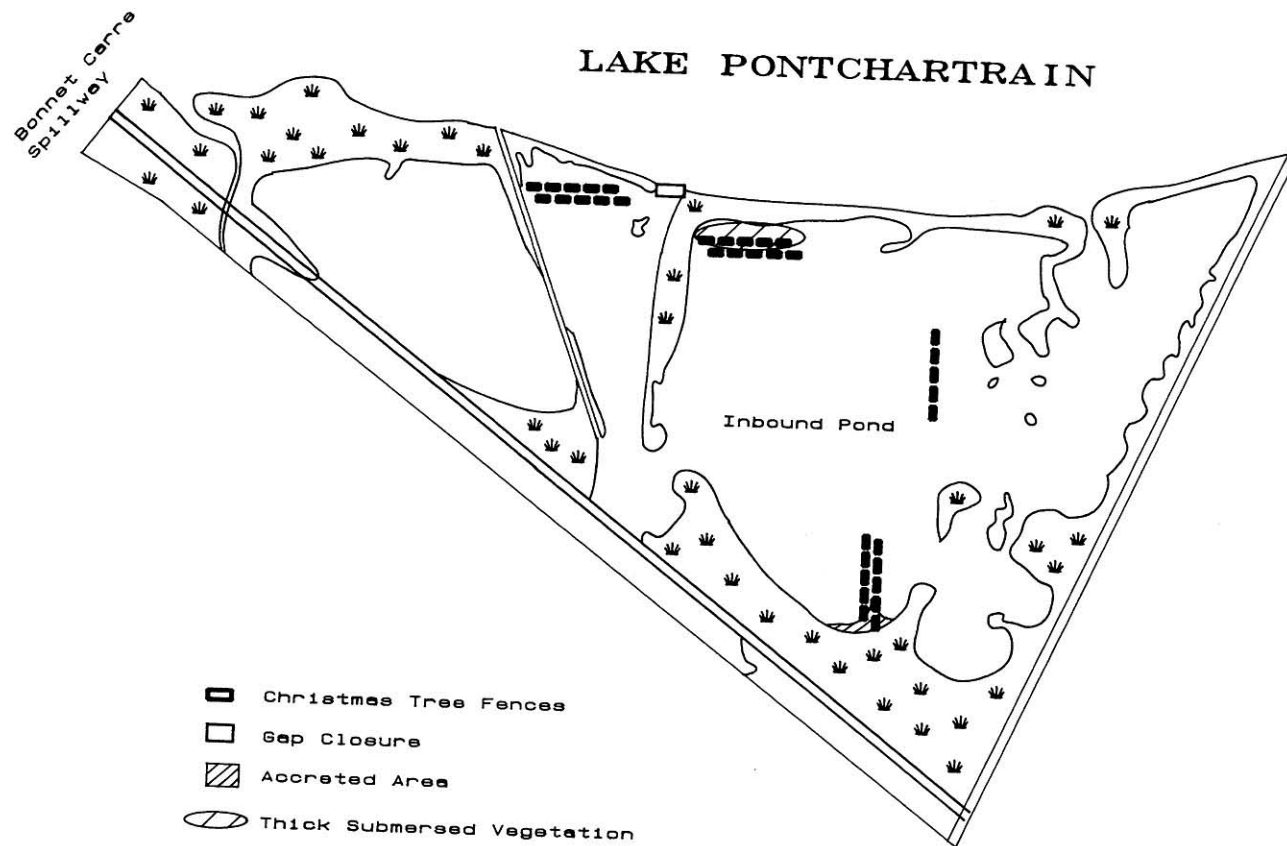 LAKE PONTCHARTRAIN
Bonnet Carre
Spillway
Inbound Pond
Christmas Tree Fences
Gap Closure
Accreted Area
Thick Submersed Vegetation